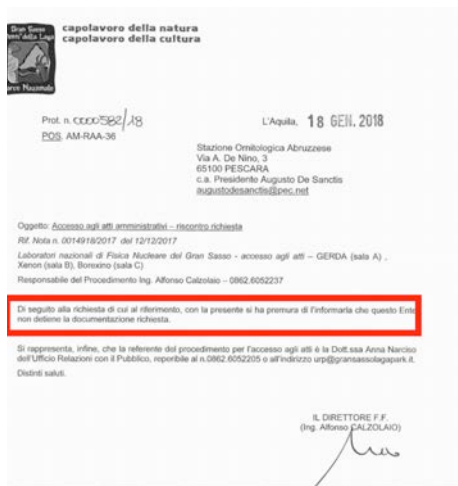 Gran Sasso
capolavoro della natura
capolavoro della cultura
Parco Nazionale
Prot. n. 0000582/18
POS. AM-RAA-36
L'Aquila, 18 GEN. 2018
Stazione Ornitologica Abruzzese
Via A. De Nino, 3
65100 PESCARA
c.a. Presidente Augusto De Sanctis
augustodesanctis@pec.net
Oggetto: Accesso agli atti amministrativi – riscontro richiesta
Rif. Nota n. 0014918/2017 del 12/12/2017
Laboratori nazionali di Fisica Nucleare del Gran Sasso - accesso agli atti – GERDA (sala A) ,
Xenon (sala B), Borexino (sala C)
Responsabile del Procedimento Ing. Alfonso Calzolaio – 0862.6052237
Di seguito alla richiesta di cui al riferimento, con la presente si ha premura di l'informarla che questo Ente
non detiene la documentazione richiesta.
Si rappresenta, infine, che la referente del procedimento per l'accesso agli atti è la Dott.ssa Anna Narciso
dell'Ufficio Relazioni con il Pubblico, reperibile al n.0862.6052205 e all'indirizzo urp@gransassolagapark.it.
Distinti saluti.
IL DIRETTORE F.F.
(Ing. Alfonso CALZOLAIO)